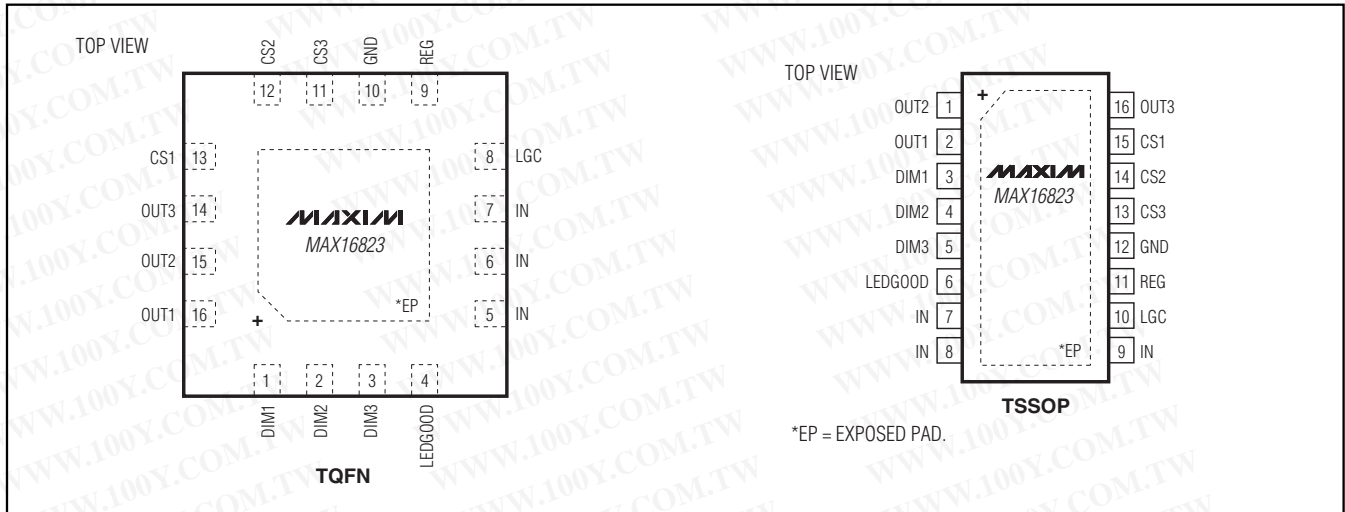 TOP VIEW
CS2
CS3
GND
REG
12
11
10
9
CS1 13
8 LGC
OUT3 14
7 IN
MAXIM
MAX16823
OUT2 15
6 IN
*EP
OUT1 16
5 IN
+
1
2
3
4
DIM1
DIM2
DIM3
LEDGOOD
TQFN
TOP VIEW
+
OUT2 1
16 OUT3
OUT1 2
15 CS1
MAXIM
DIM1 3
14 CS2
MAX16823
DIM2 4
13 CS3
DIM3 5
12 GND
LEDGOOD 6
11 REG
IN 7
10 LGC
IN 8
*EP
9 IN
TSSOP
*EP = EXPOSED PAD.
WWW.100Y.COM.TW